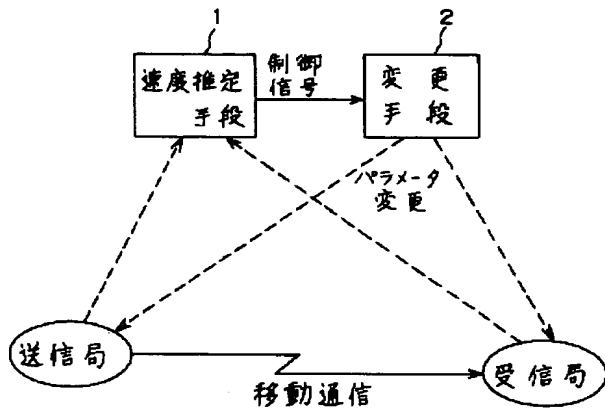 1
2
速度推定
手段
制御
信号
変更
手段
パラメータ
変更
送信局
受信局
移動通信